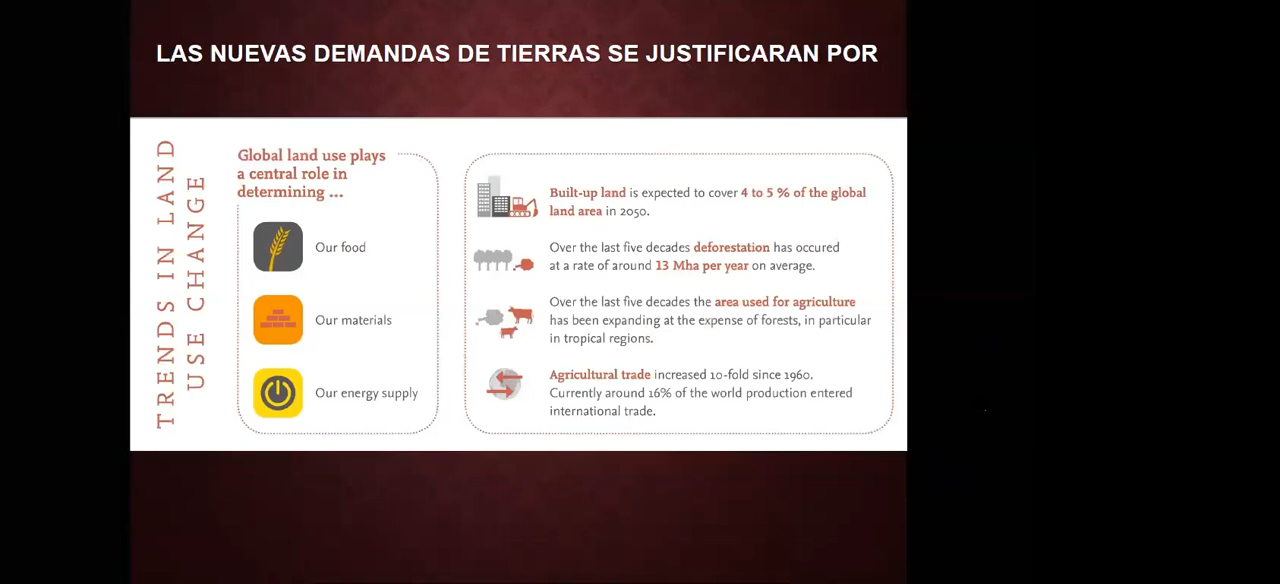 LAS NUEVAS DEMANDAS DE TIERRAS SE JUSTIFICARAN POR
TRENDS IN LAND
USE CHANGE
Global land use plays
a central role in
determining ...
Our food
Our materials
Our energy supply
Built-up land is expected to cover 4 to 5 % of the global
land area in 2050.
Over the last five decades deforestation has occured
at a rate of around 13 Mha per year on average.
Over the last five decades the area used for agriculture
has been expanding at the expense of forests, in particular
in tropical regions.
Agricultural trade increased 10-fold since 1960.
Currently around 16% of the world production entered
international trade.